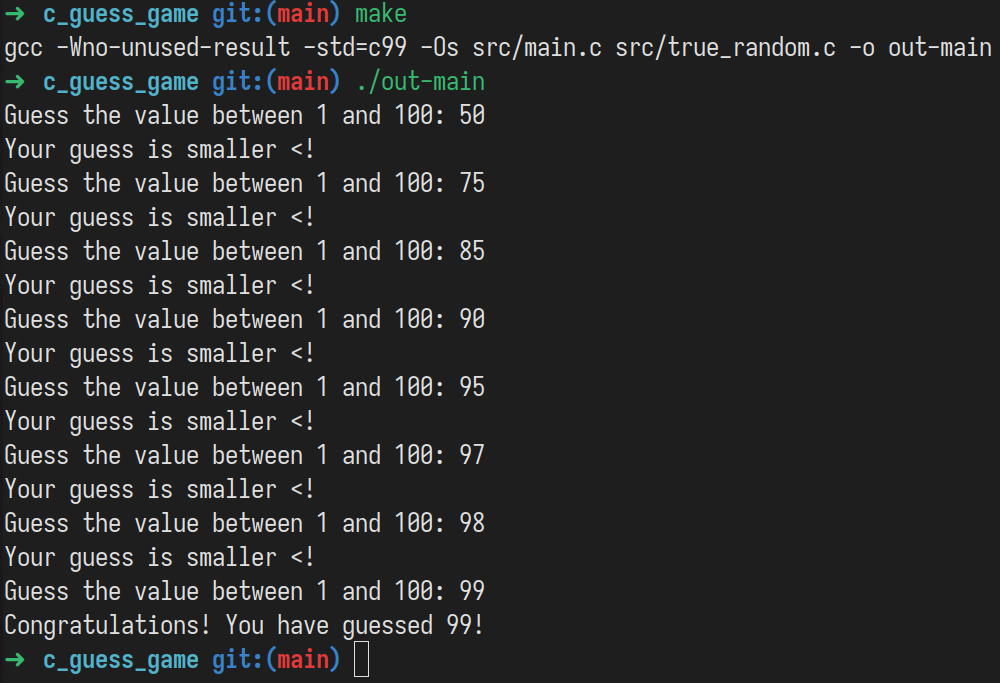 ➜ c_guess_game git:(main) make
gcc -Wno-unused-result -std=c99 -Os src/main.c src/true_random.c -o out-main
➜ c_guess_game git:(main) ./out-main
Guess the value between 1 and 100: 50
Your guess is smaller <!
Guess the value between 1 and 100: 75
Your guess is smaller <!
Guess the value between 1 and 100: 85
Your guess is smaller <!
Guess the value between 1 and 100: 90
Your guess is smaller <!
Guess the value between 1 and 100: 95
Your guess is smaller <!
Guess the value between 1 and 100: 97
Your guess is smaller <!
Guess the value between 1 and 100: 98
Your guess is smaller <!
Guess the value between 1 and 100: 99
Congratulations! You have guessed 99!
➜ c_guess_game git:(main)